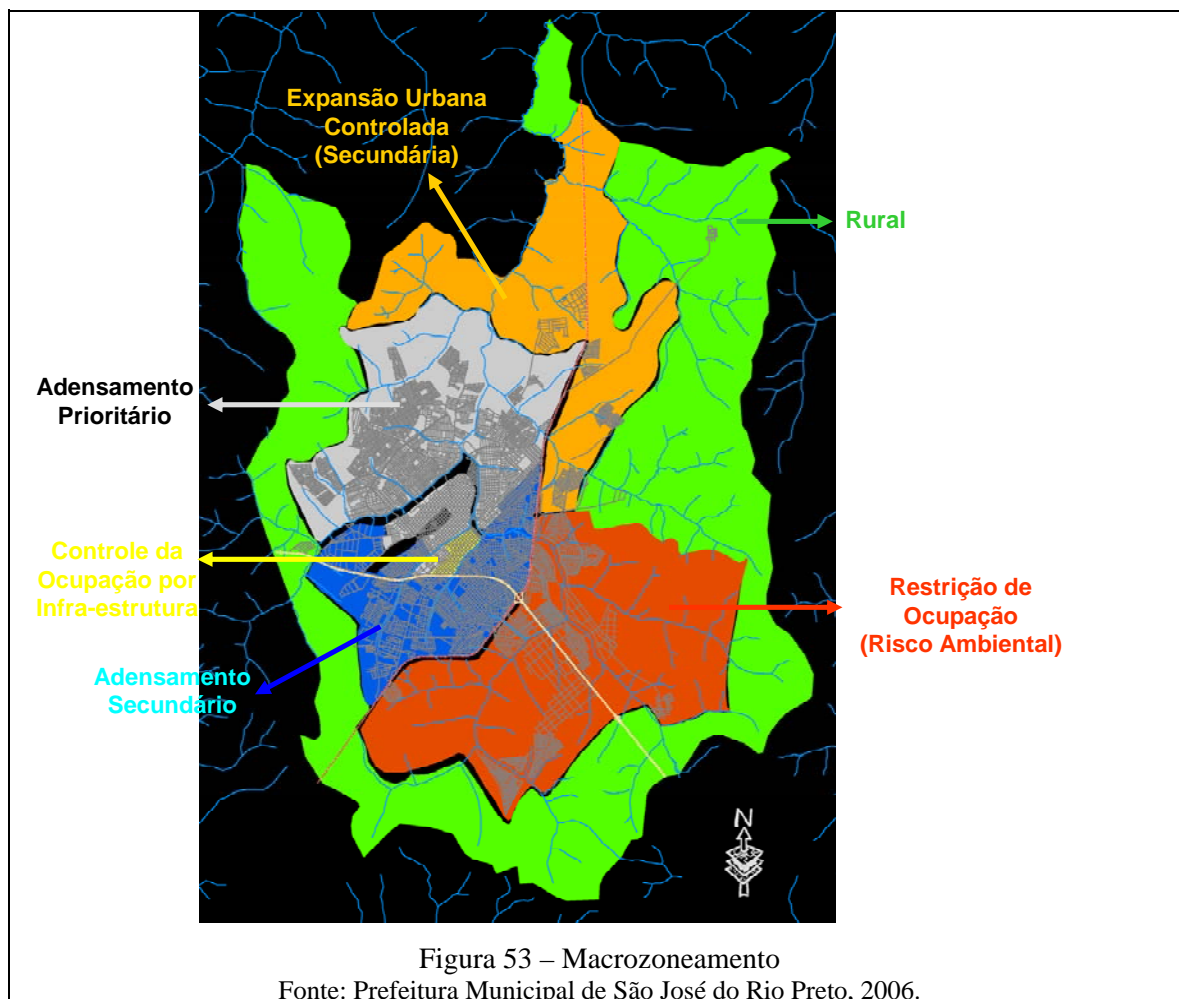 Expansão Urbana
Controlada
(Secundária)
Rural
Adensamento
Prioritário
Controle da
Ocupação por
Infra-estrutura
Restrição de
Ocupação
(Risco Ambiental)
Adensamento
Secundário
N
Figura 53 – Macrozoneamento
Fonte: Prefeitura Municipal de São José do Rio Preto, 2006.